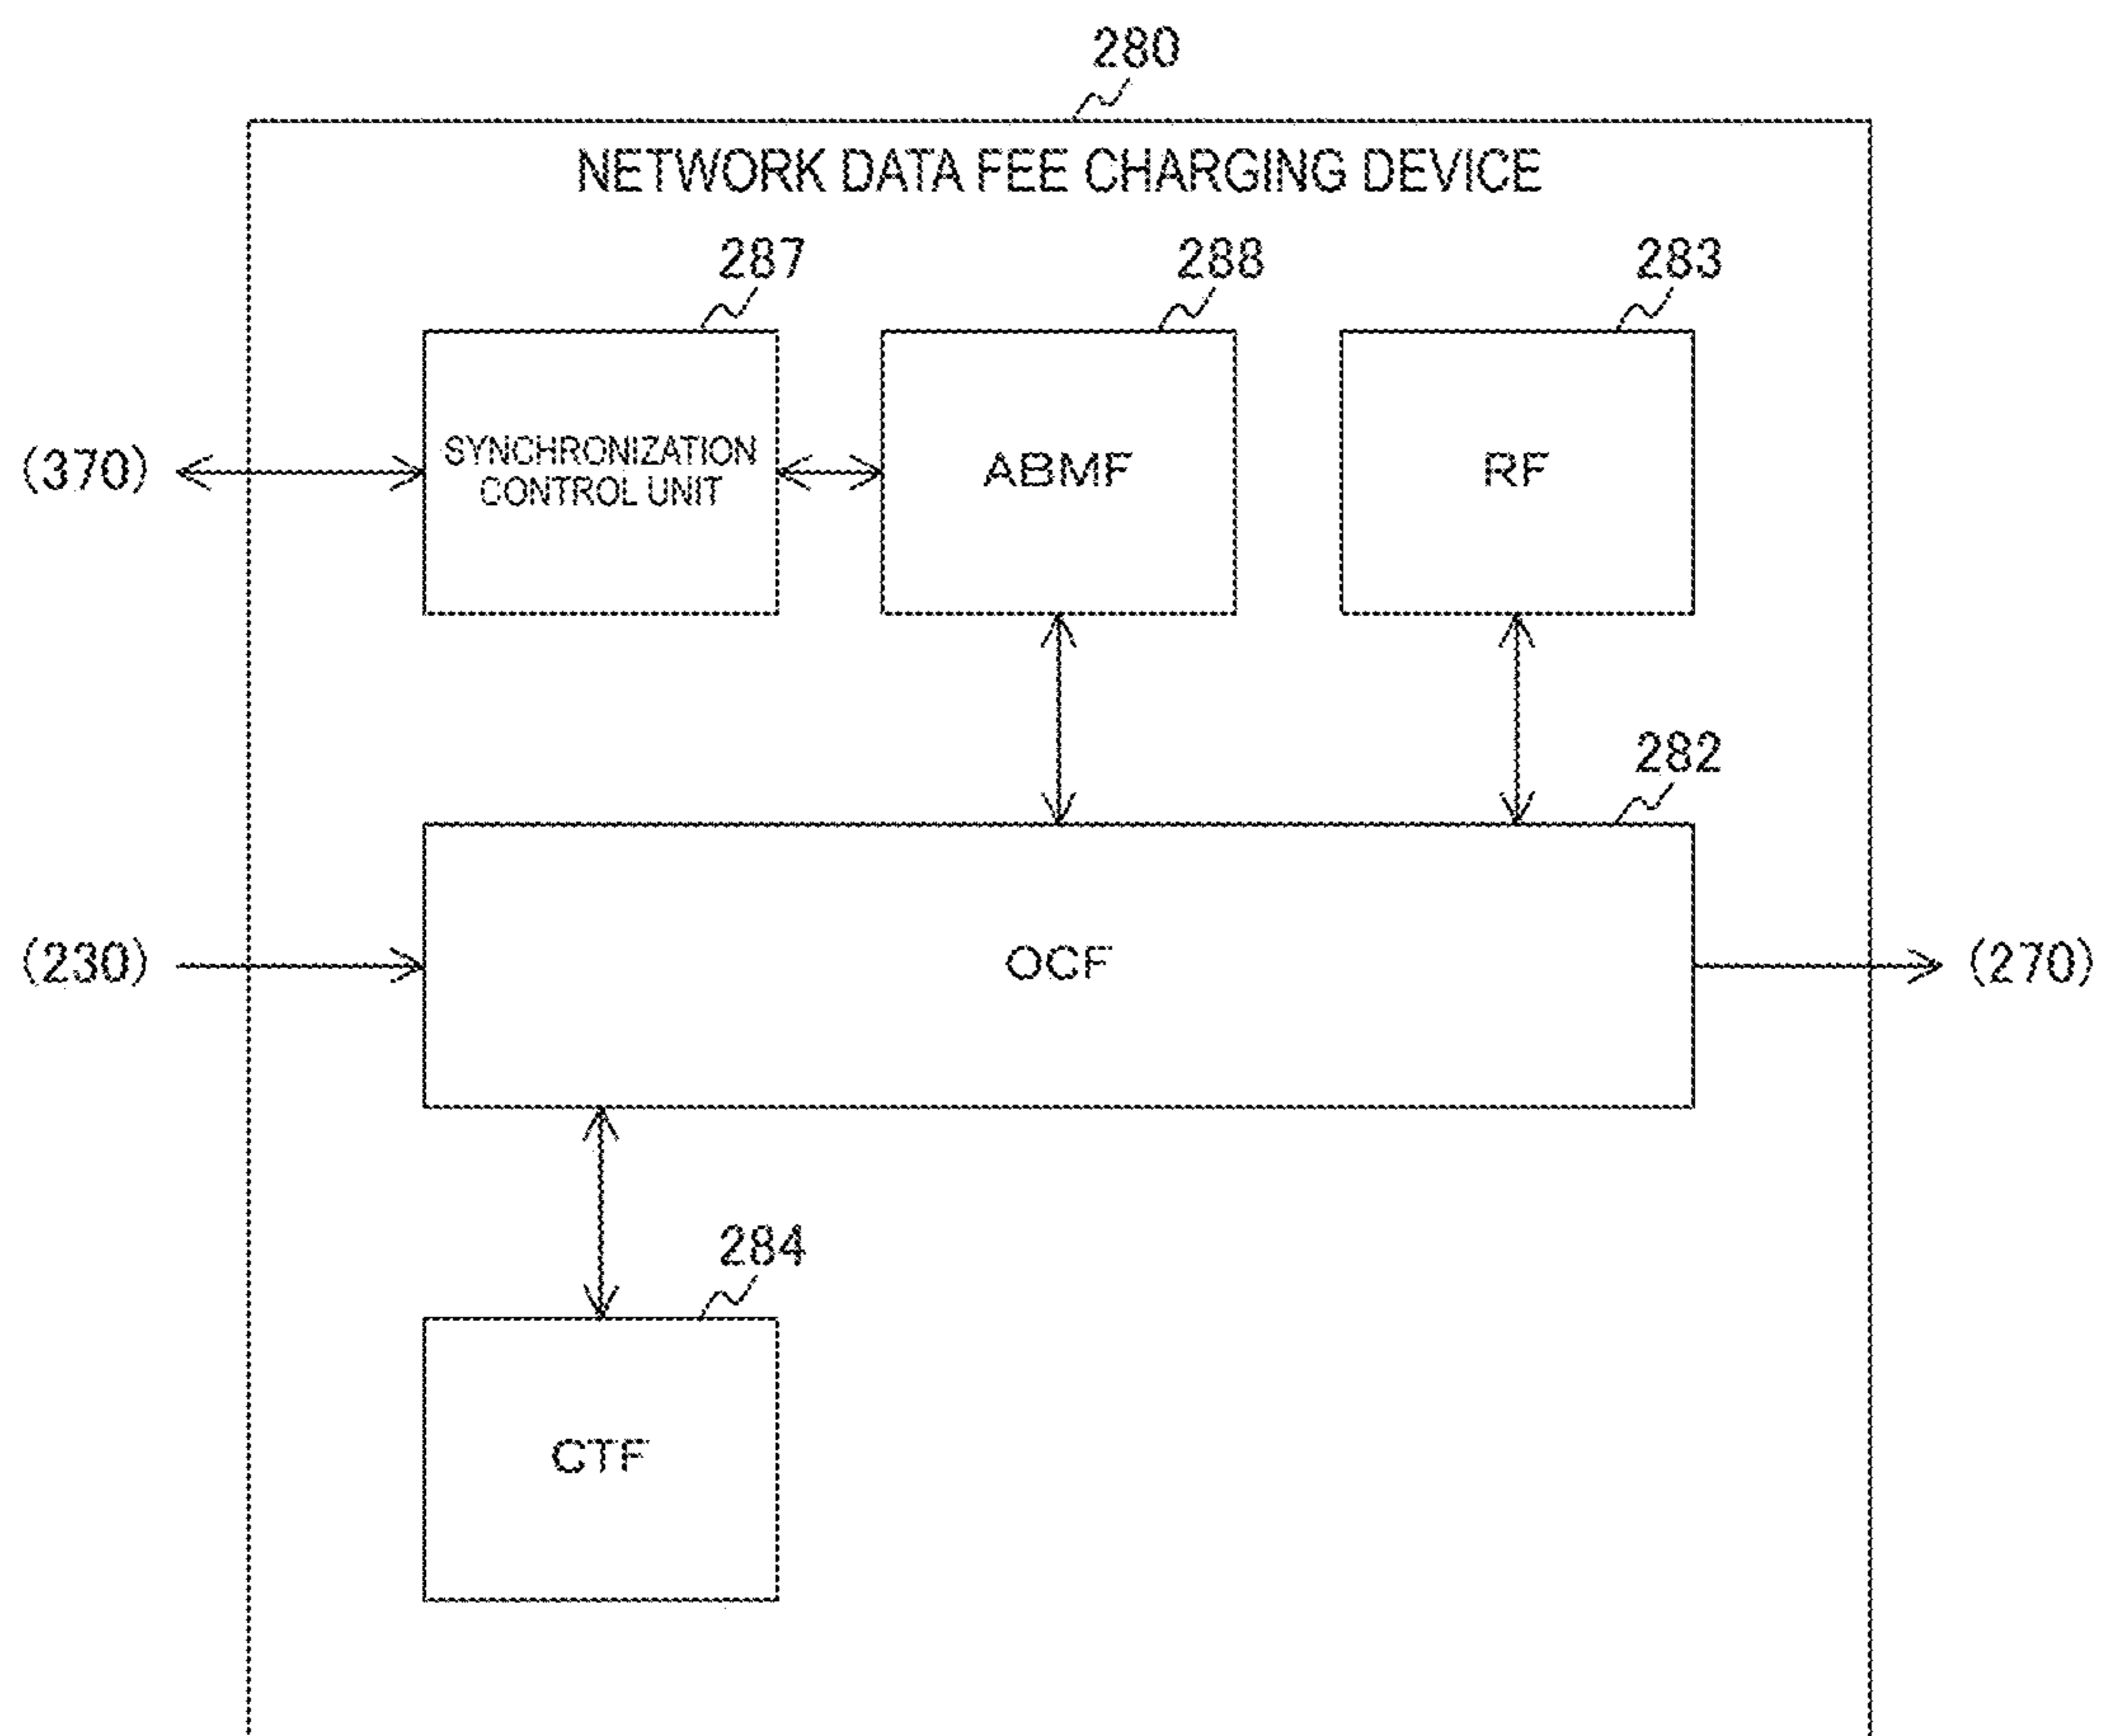 280
NETWORK DATA FEE CHARGING DEVICE
287
288
283
(370)
SYNCHRONIZATION
CONTROL UNIT
ABMF
RF
282
(230)
OCF
(270)
284
CTF